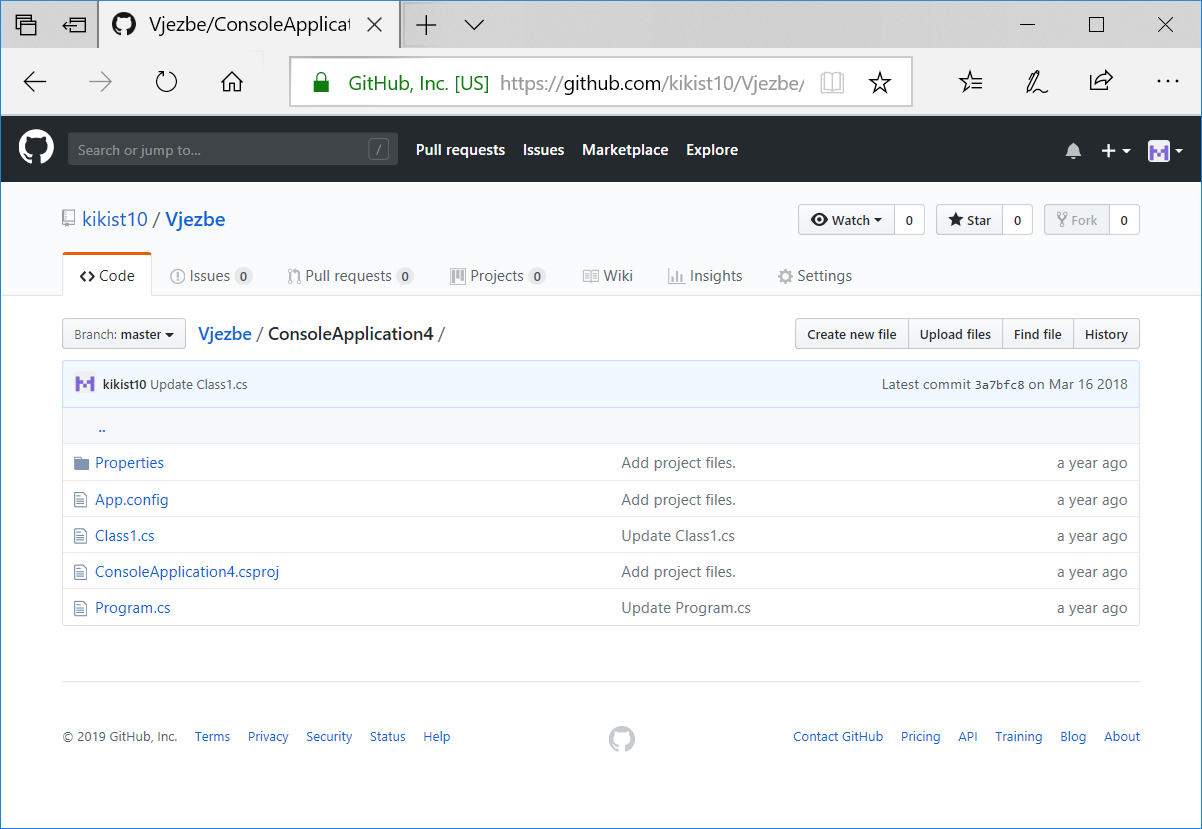 Vjezbe/ConsoleApplicat
GitHub, Inc. [US] https://github.com/kikist10/Vjezbe/
Search or jump to... / Pull requests Issues Marketplace Explore
kikist10 / Vjezbe Watch 0 Star 0 Fork 0
Code Issues 0 Pull requests 0 Projects 0 Wiki Insights Settings
Branch: master Vjezbe / ConsoleApplication4 / Create new file Upload files Find file History
kikist10 Update Class1.cs Latest commit 3a7bfc8 on Mar 16 2018
..
Properties Add project files. a year ago
App.config Add project files. a year ago
Class1.cs Update Class1.cs a year ago
ConsoleApplication4.csproj Add project files. a year ago
Program.cs Update Program.cs a year ago
© 2019 GitHub, Inc. Terms Privacy Security Status Help Contact GitHub Pricing API Training Blog About